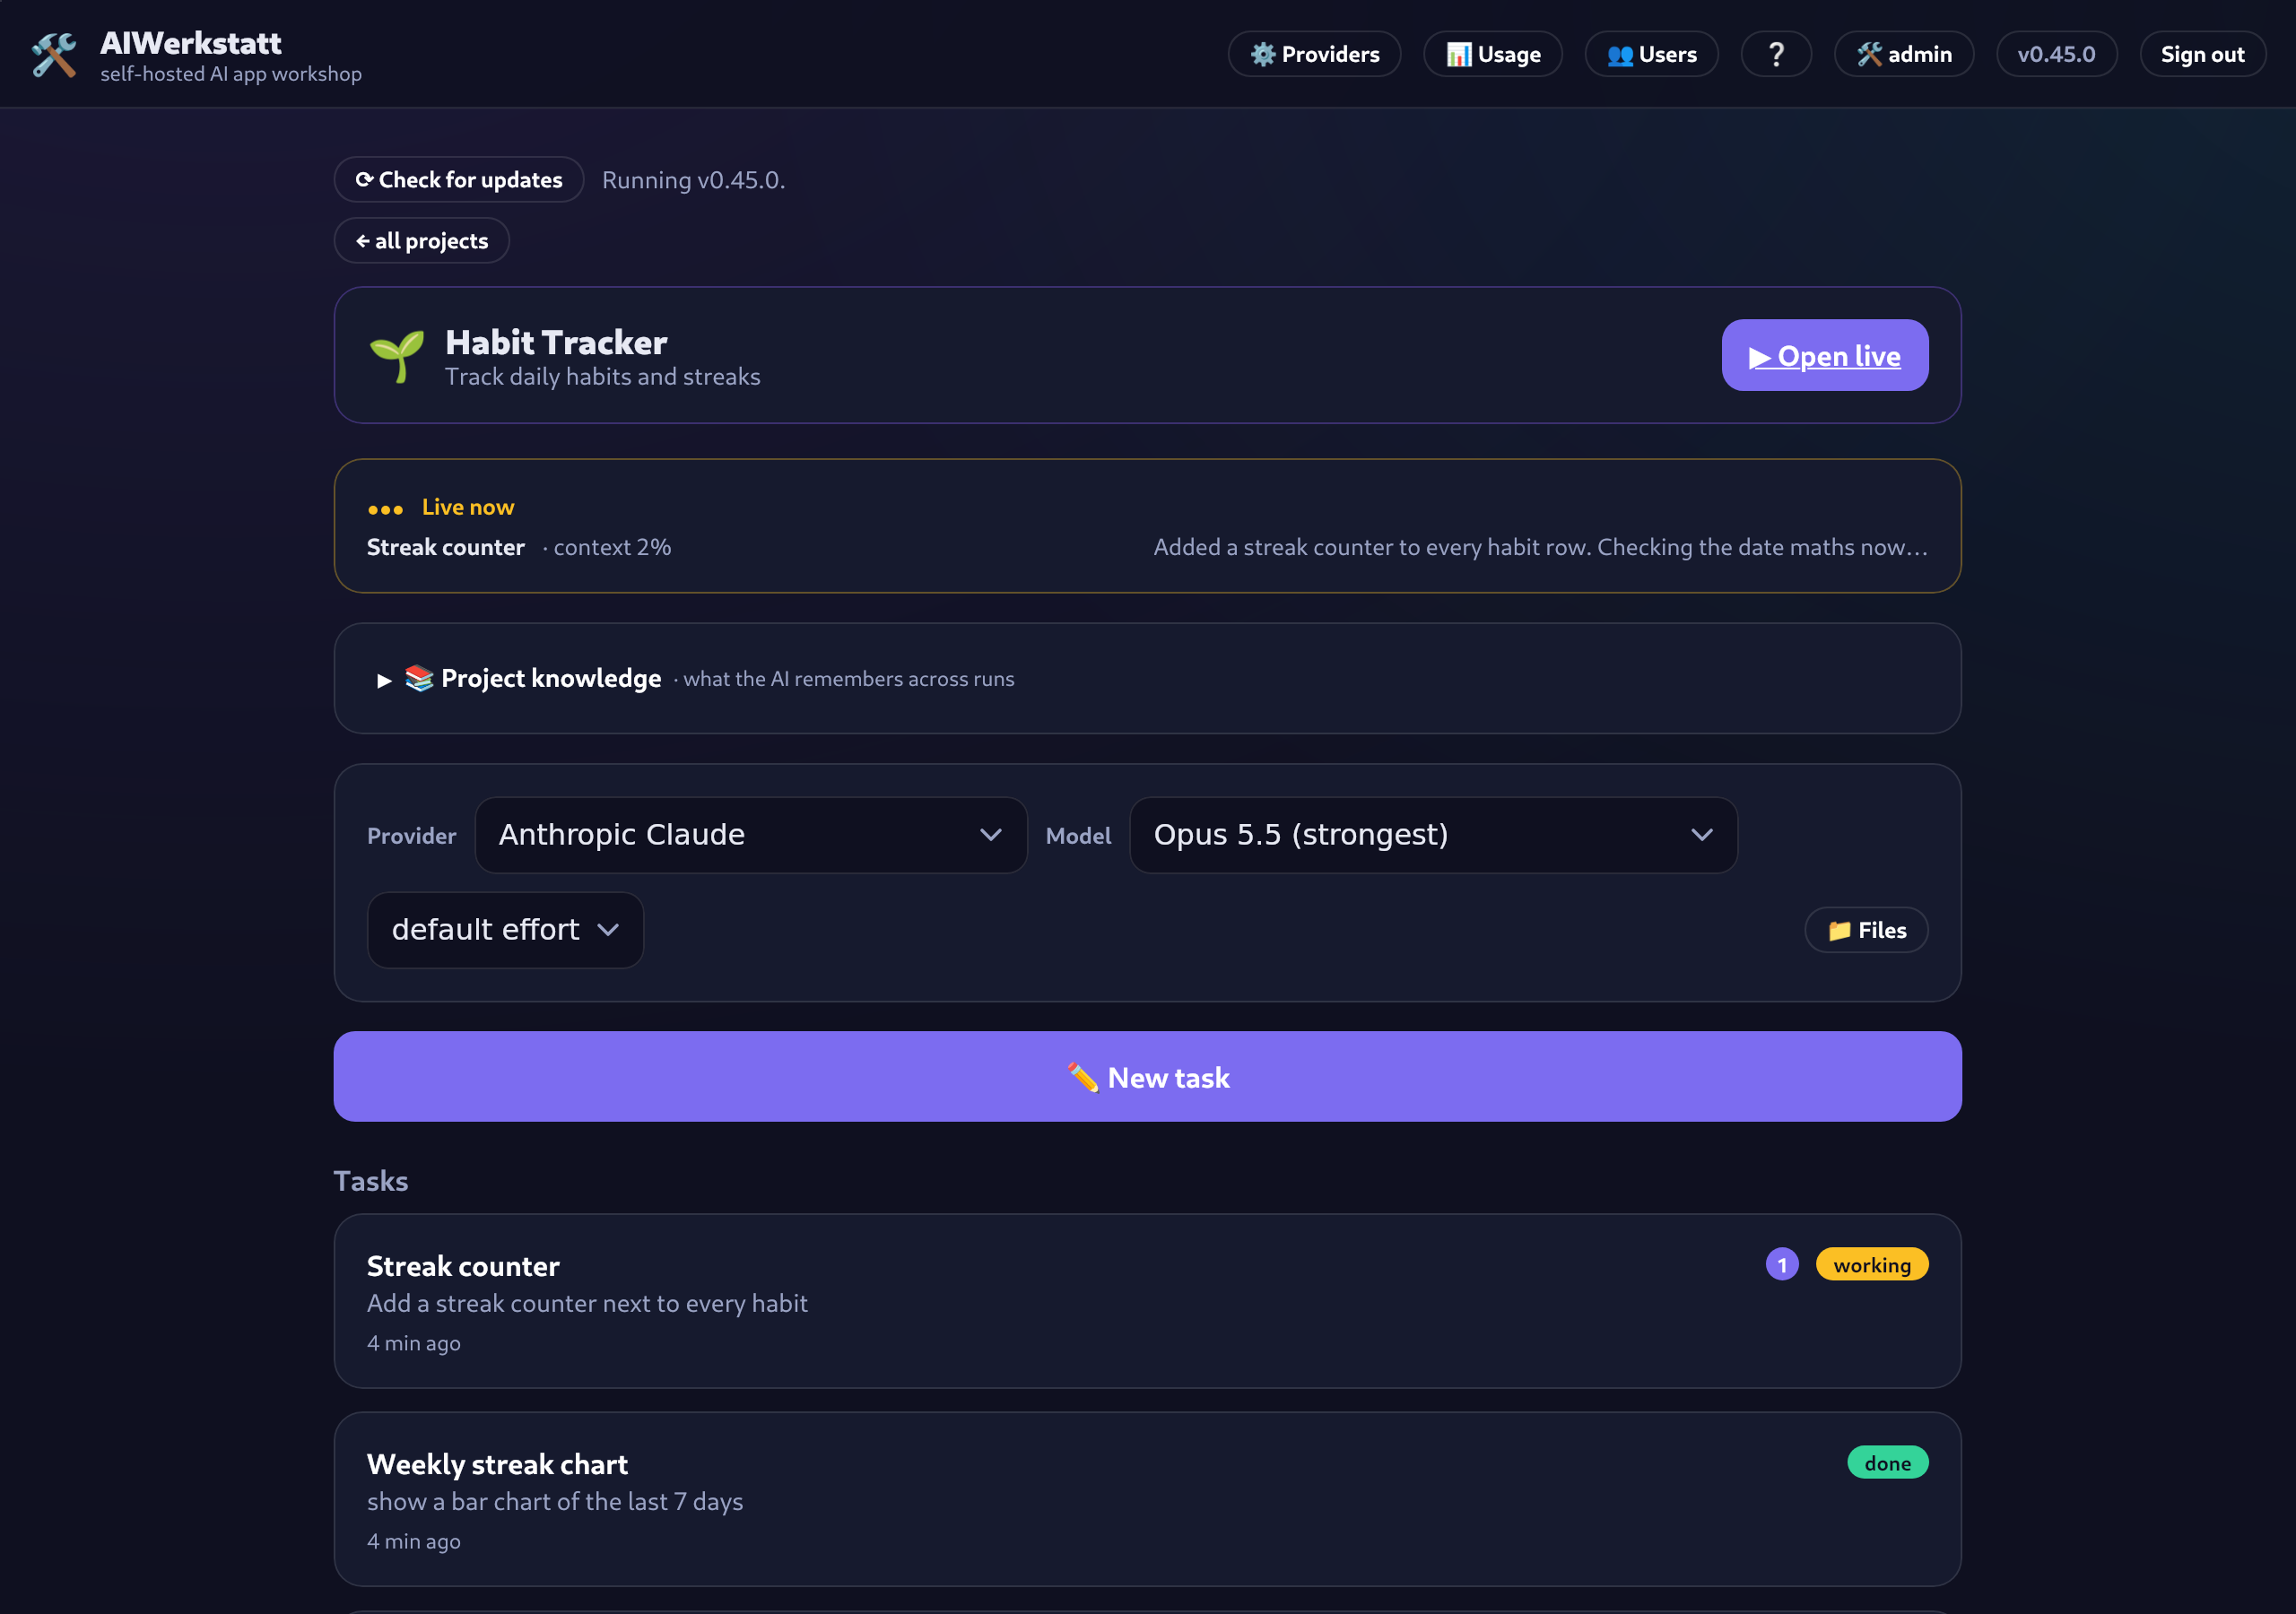 AIWerkstatt
self-hosted AI app workshop
⚙️ Providers
📊 Usage
👥 Users
❔
🛠️ admin
v0.45.0
Sign out
⟳ Check for updates
Running v0.45.0.
← all projects
Habit Tracker
Track daily habits and streaks
▶ Open live
Live now
Streak counter · context 2%
Added a streak counter to every habit row. Checking the date maths now…
▶ 📚 Project knowledge · what the AI remembers across runs
Provider
Anthropic Claude
Model
Opus 5.5 (strongest)
default effort
📁 Files
✏️ New task
Tasks
Streak counter
1
working
Add a streak counter next to every habit
4 min ago
Weekly streak chart
done
show a bar chart of the last 7 days
4 min ago